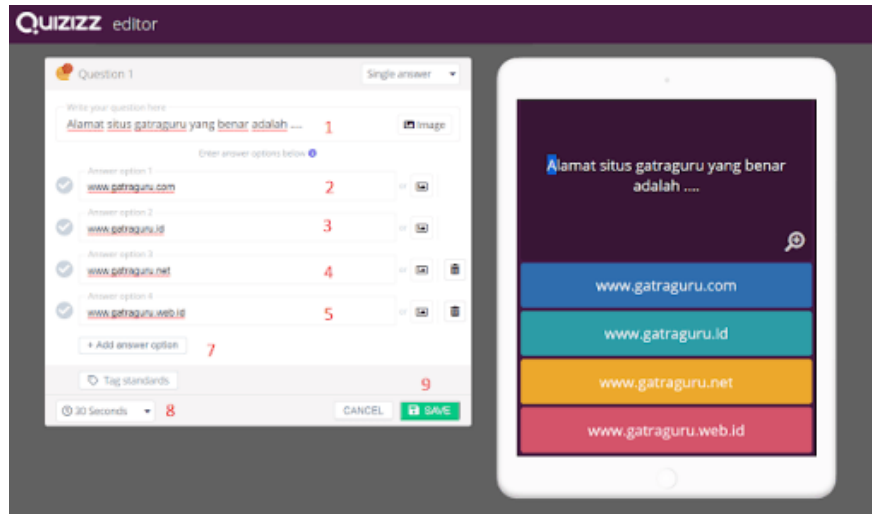 QUIZIZZ editor
Question 1
Single answer
Write your question here
Alamat situs gatraguru yang benar adalah ....
1
Image
Enter answer options below
Answer option 1
www.gatraguru.com
2
or
Answer option 2
www.gatraguru.id
3
or
Answer option 3
www.gatraguru.net
4
or
Answer option 4
www.gatraguru.web.id
5
or
+ Add answer option
7
Tag standards
9
30 Seconds
8
CANCEL
SAVE
Alamat situs gatraguru yang benar
adalah ....
www.gatraguru.com
www.gatraguru.id
www.gatraguru.net
www.gatraguru.web.id